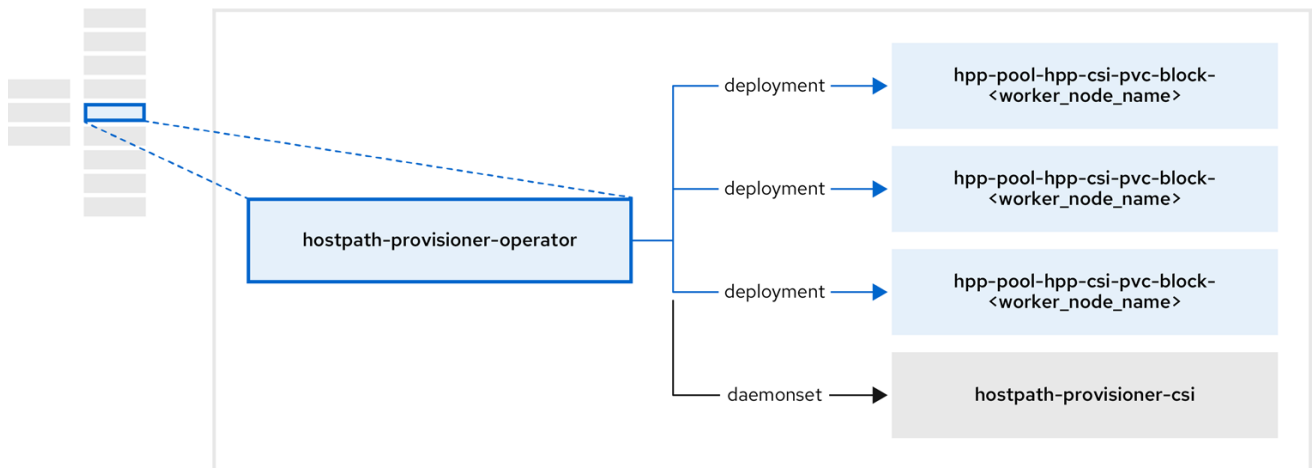 deployment
hpp-pool-hpp-csi-pvc-block-
<worker_node_name>
deployment
hpp-pool-hpp-csi-pvc-block-
<worker_node_name>
hostpath-provisioner-operator
deployment
hpp-pool-hpp-csi-pvc-block-
<worker_node_name>
daemonset
hostpath-provisioner-csi